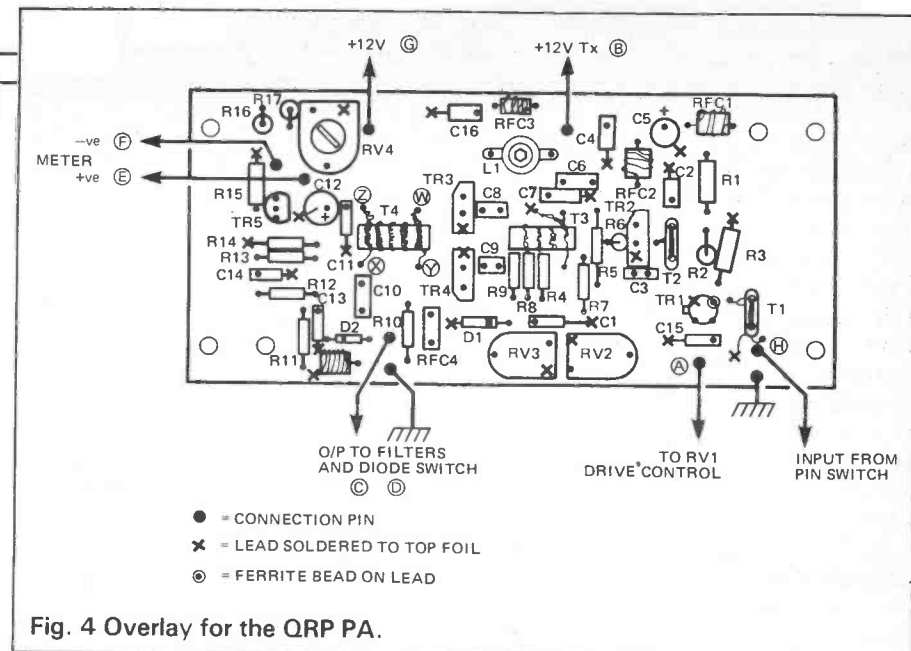 +12V Ⓖ
+12V Tx Ⓑ
R16
R17
RV4
C16
RFC3
C4
+
C5
RFC1
–ve Ⓕ
METER
+ve Ⓔ
L1
C6
C7
RFC2
C2
R1
R15
C12
TR5
+
Ⓩ
Ⓦ
T4
TR3
C8
T3
TR2
R6
R14
R13
C14
C11
Ⓧ
Ⓨ
C9
TR4
R9
R8
R4
R5
C3
T2
R2
R3
R12
C13
C10
R7
TR1
T1
D2
R10
D1
C1
C15
R11
RFC4
RV3
RV2
Ⓐ
Ⓗ
O/P TO FILTERS
AND DIODE SWITCH
Ⓒ Ⓓ
TO RV1
DRIVE CONTROL
INPUT FROM
PIN SWITCH
= CONNECTION PIN
= LEAD SOLDERED TO TOP FOIL
= FERRITE BEAD ON LEAD
Fig. 4 Overlay for the QRP PA.